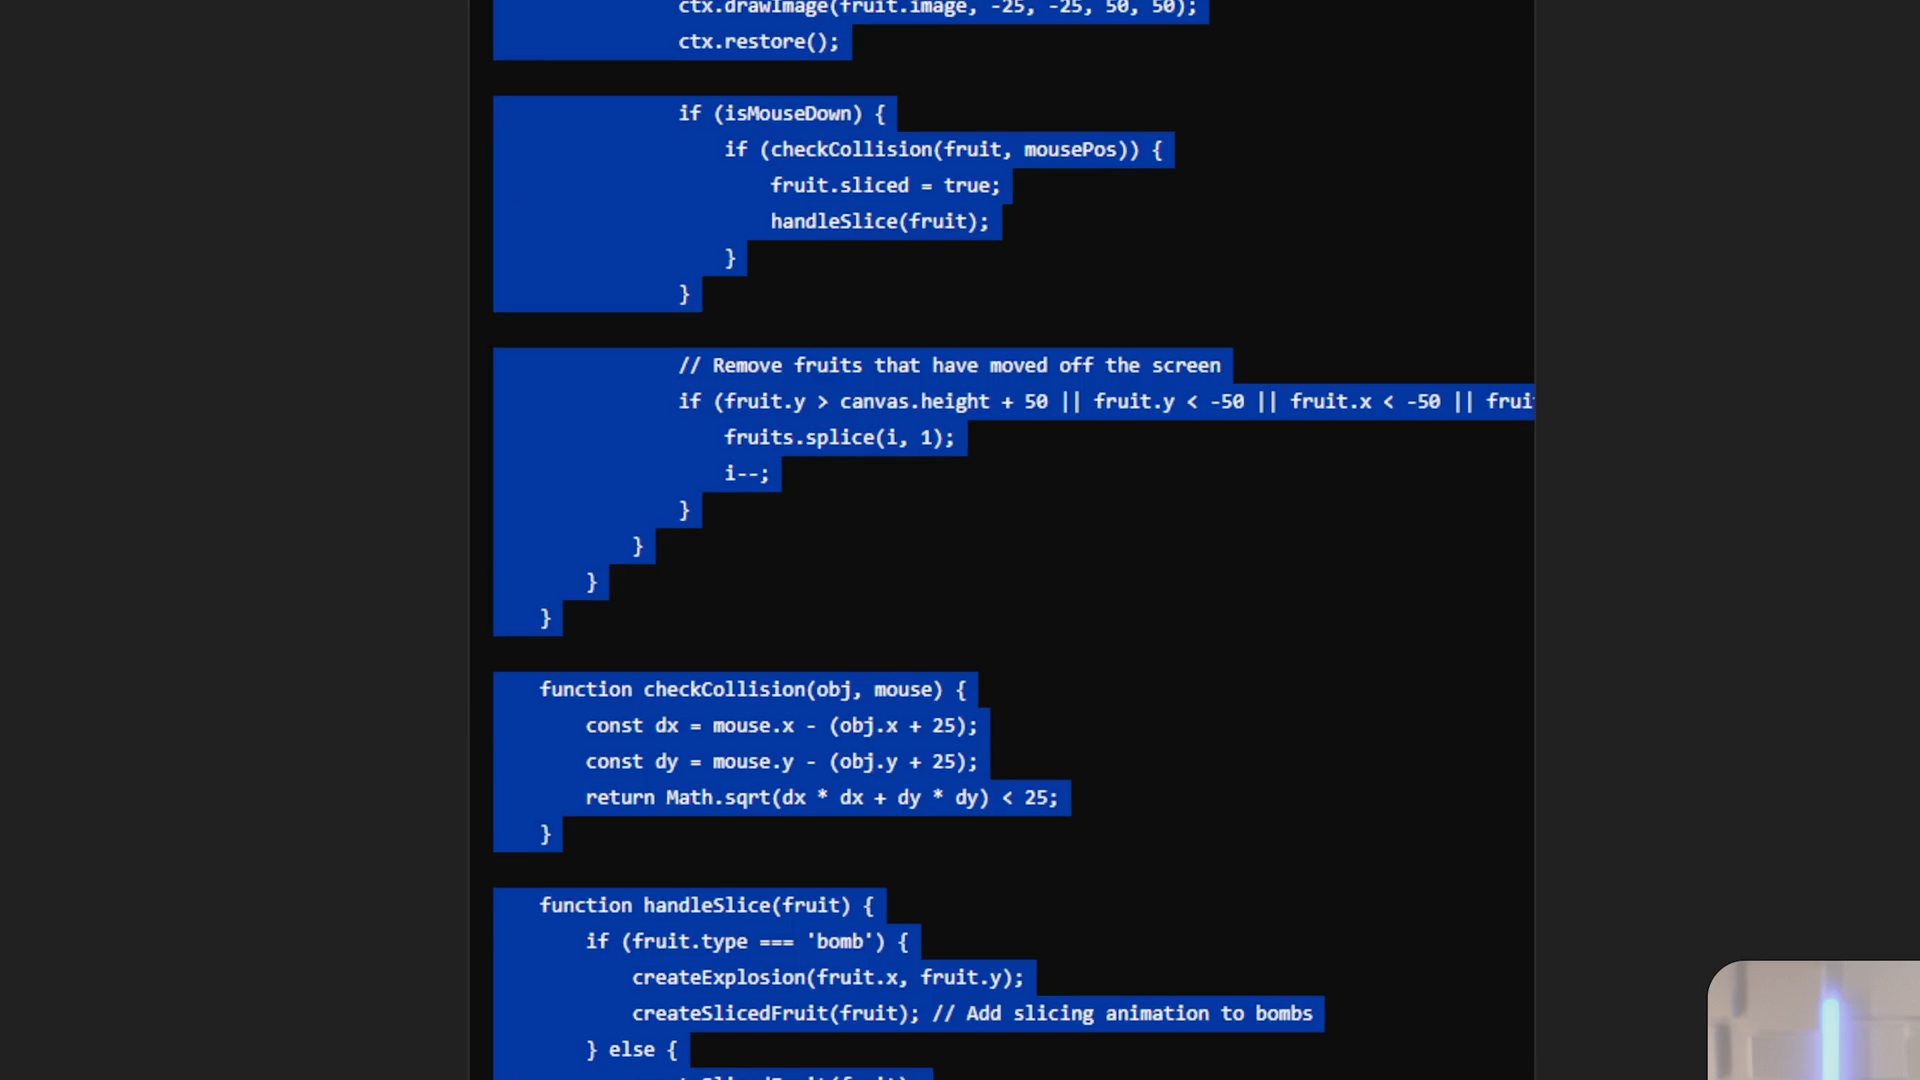 ctx.drawImage(fruit.image, -25, -25, 50, 50);
ctx.restore();
if (isMouseDown) {
if (checkCollision(fruit, mousePos)) {
fruit.sliced = true;
handleSlice(fruit);
}
}
// Remove fruits that have moved off the screen
if (fruit.y > canvas.height + 50 || fruit.y < -50 || fruit.x < -50 || frui
fruits.splice(i, 1);
i--;
}
}
}
}
function checkCollision(obj, mouse) {
const dx = mouse.x - (obj.x + 25);
const dy = mouse.y - (obj.y + 25);
return Math.sqrt(dx * dx + dy * dy) < 25;
}
function handleSlice(fruit) {
if (fruit.type === 'bomb') {
createExplosion(fruit.x, fruit.y);
createSlicedFruit(fruit); // Add slicing animation to bombs
} else {